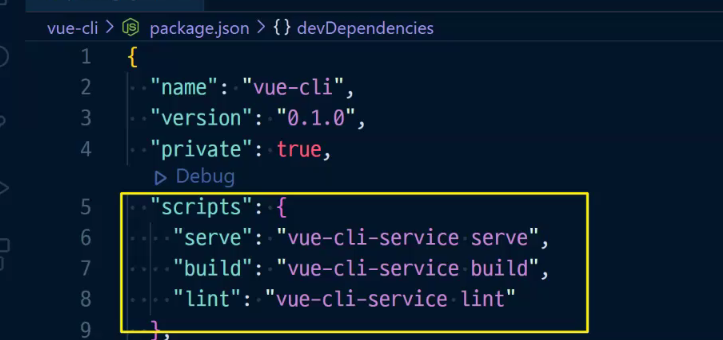 vue-cli > package.json > {} devDependencies
1 {
2 "name": "vue-cli",
3 "version": "0.1.0",
4 "private": true,
Debug
5 "scripts": {
6 "serve": "vue-cli-service serve",
7 "build": "vue-cli-service build",
8 "lint": "vue-cli-service lint"
9 },